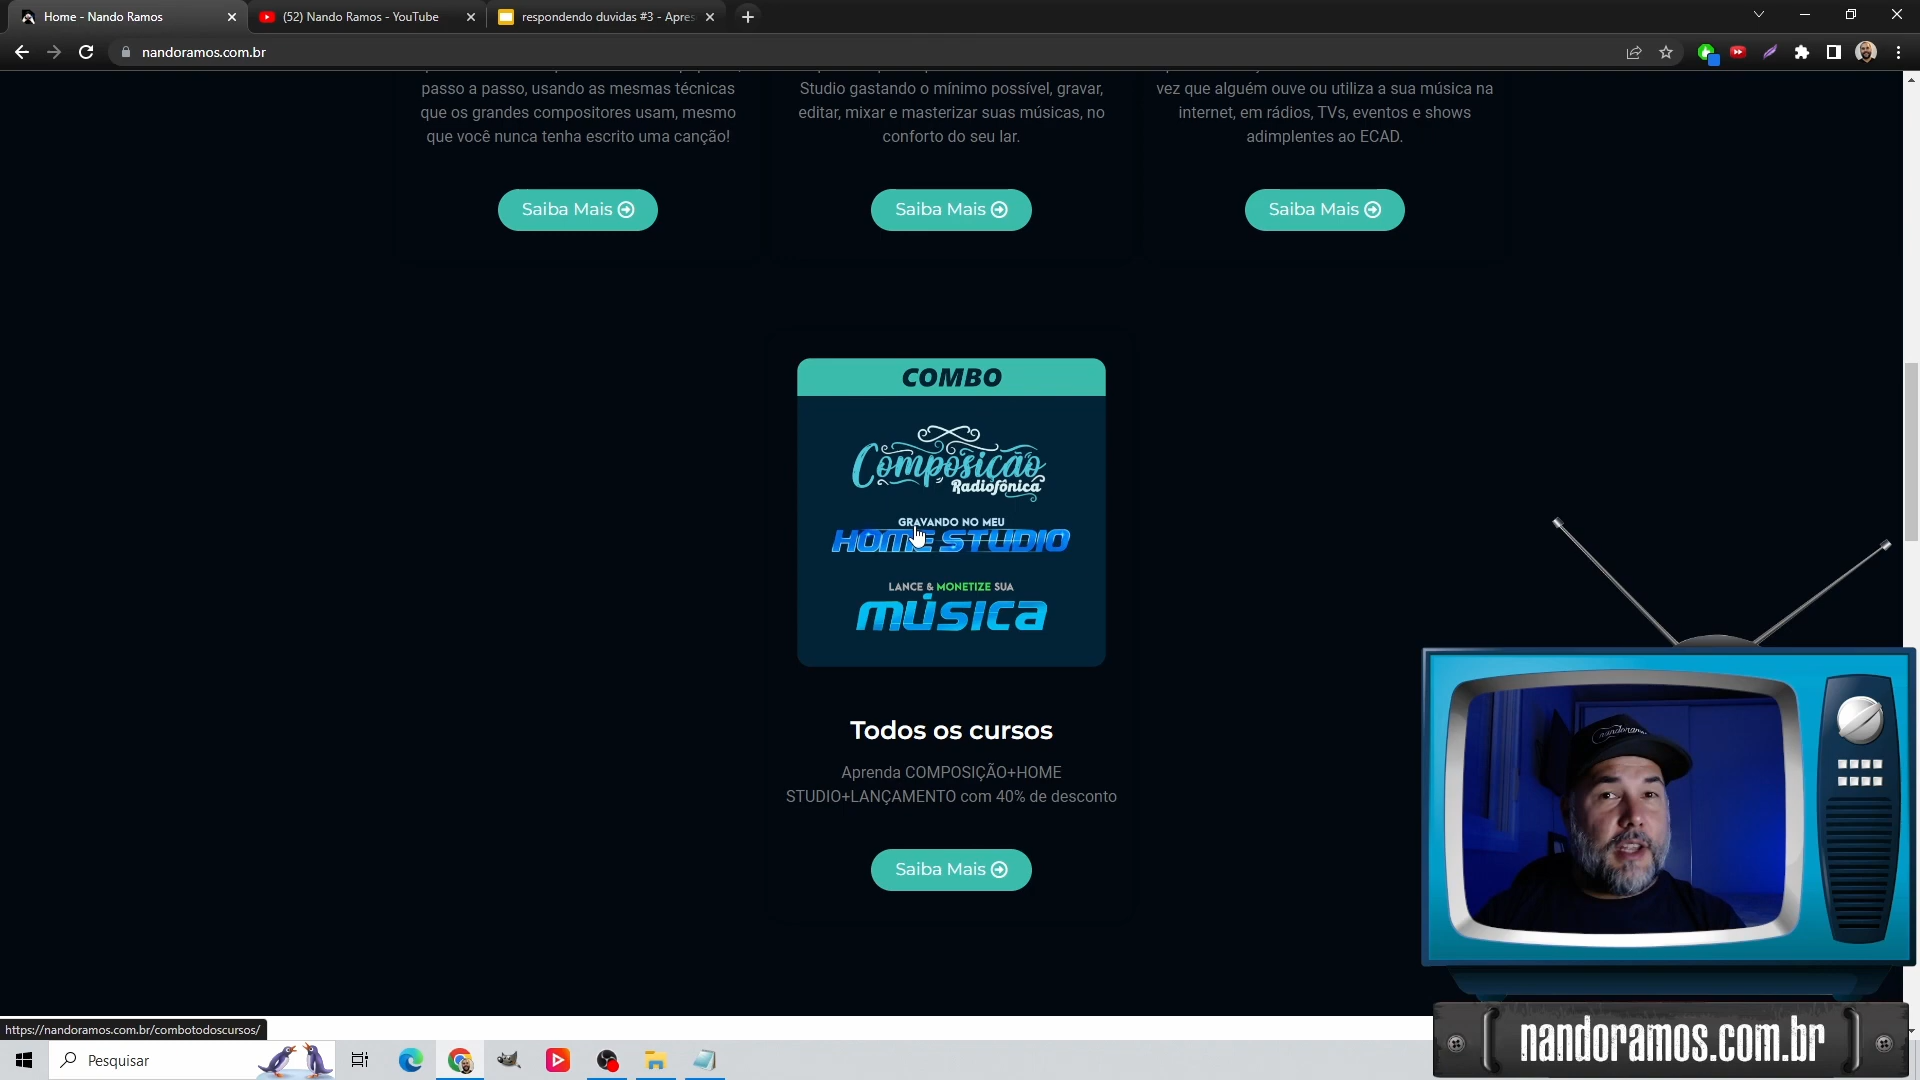 Home - Nando Ramos
(52) Nando Ramos - YouTube
respondendo duvidas #3 - Apres
nandoramos.com.br
passo a passo, usando as mesmas técnicas
que os grandes compositores usam, mesmo
que você nunca tenha escrito uma canção!
Saiba Mais
Studio gastando o mínimo possível, gravar,
editar, mixar e masterizar suas músicas, no
conforto do seu lar.
Saiba Mais
vez que alguém ouve ou utiliza a sua música na
internet, em rádios, TVs, eventos e shows
adimplentes ao ECAD.
Saiba Mais
COMBO
Composição
Radiofônica
GRAVANDO NO MEU
HOME STUDIO
LANCE & MONETIZE SUA
MÚSICA
Todos os cursos
Aprenda COMPOSIÇÃO+HOME
STUDIO+LANÇAMENTO com 40% de desconto
Saiba Mais
nandoramos.com.br
https://nandoramos.com.br/combotodoscursos/
Pesquisar